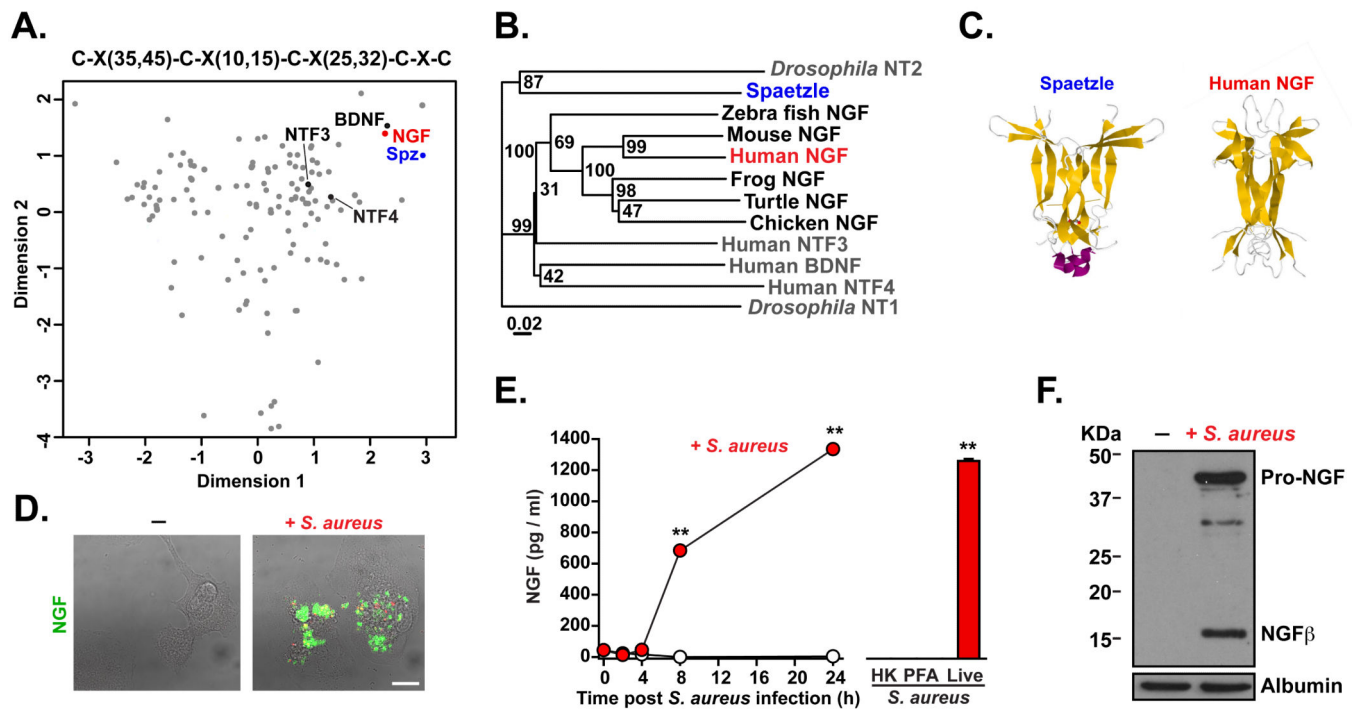 A.
C-X(35,45)-C-X(10,15)-C-X(25,32)-C-X-C
2
1
0
-1
-2
-3
-4
Dimension 2
BDNF
NGF
NTF3
Spz
NTF4
-3 -2 -1 0 1 2 3
Dimension 1
B.
Drosophila NT2
87
Spaetzle
Zebra fish NGF
69
Mouse NGF
100
99
Human NGF
100
Frog NGF
31
98
Turtle NGF
47
Chicken NGF
99
Human NTF3
Human BDNF
42
Human NTF4
Drosophila NT1
0.02
C.
Spaetzle Human NGF
D.
– + S. aureus
NGF
E.
1400
1200
1000
800
600
400
200
0
NGF (pg / ml)
+ S. aureus
**
**
**
0 4 8 12 16 20 24
Time post S. aureus infection (h)
HK PFA Live
S. aureus
F.
KDa – + S. aureus
50
Pro-NGF
37
25
20
NGFβ
15
Albumin